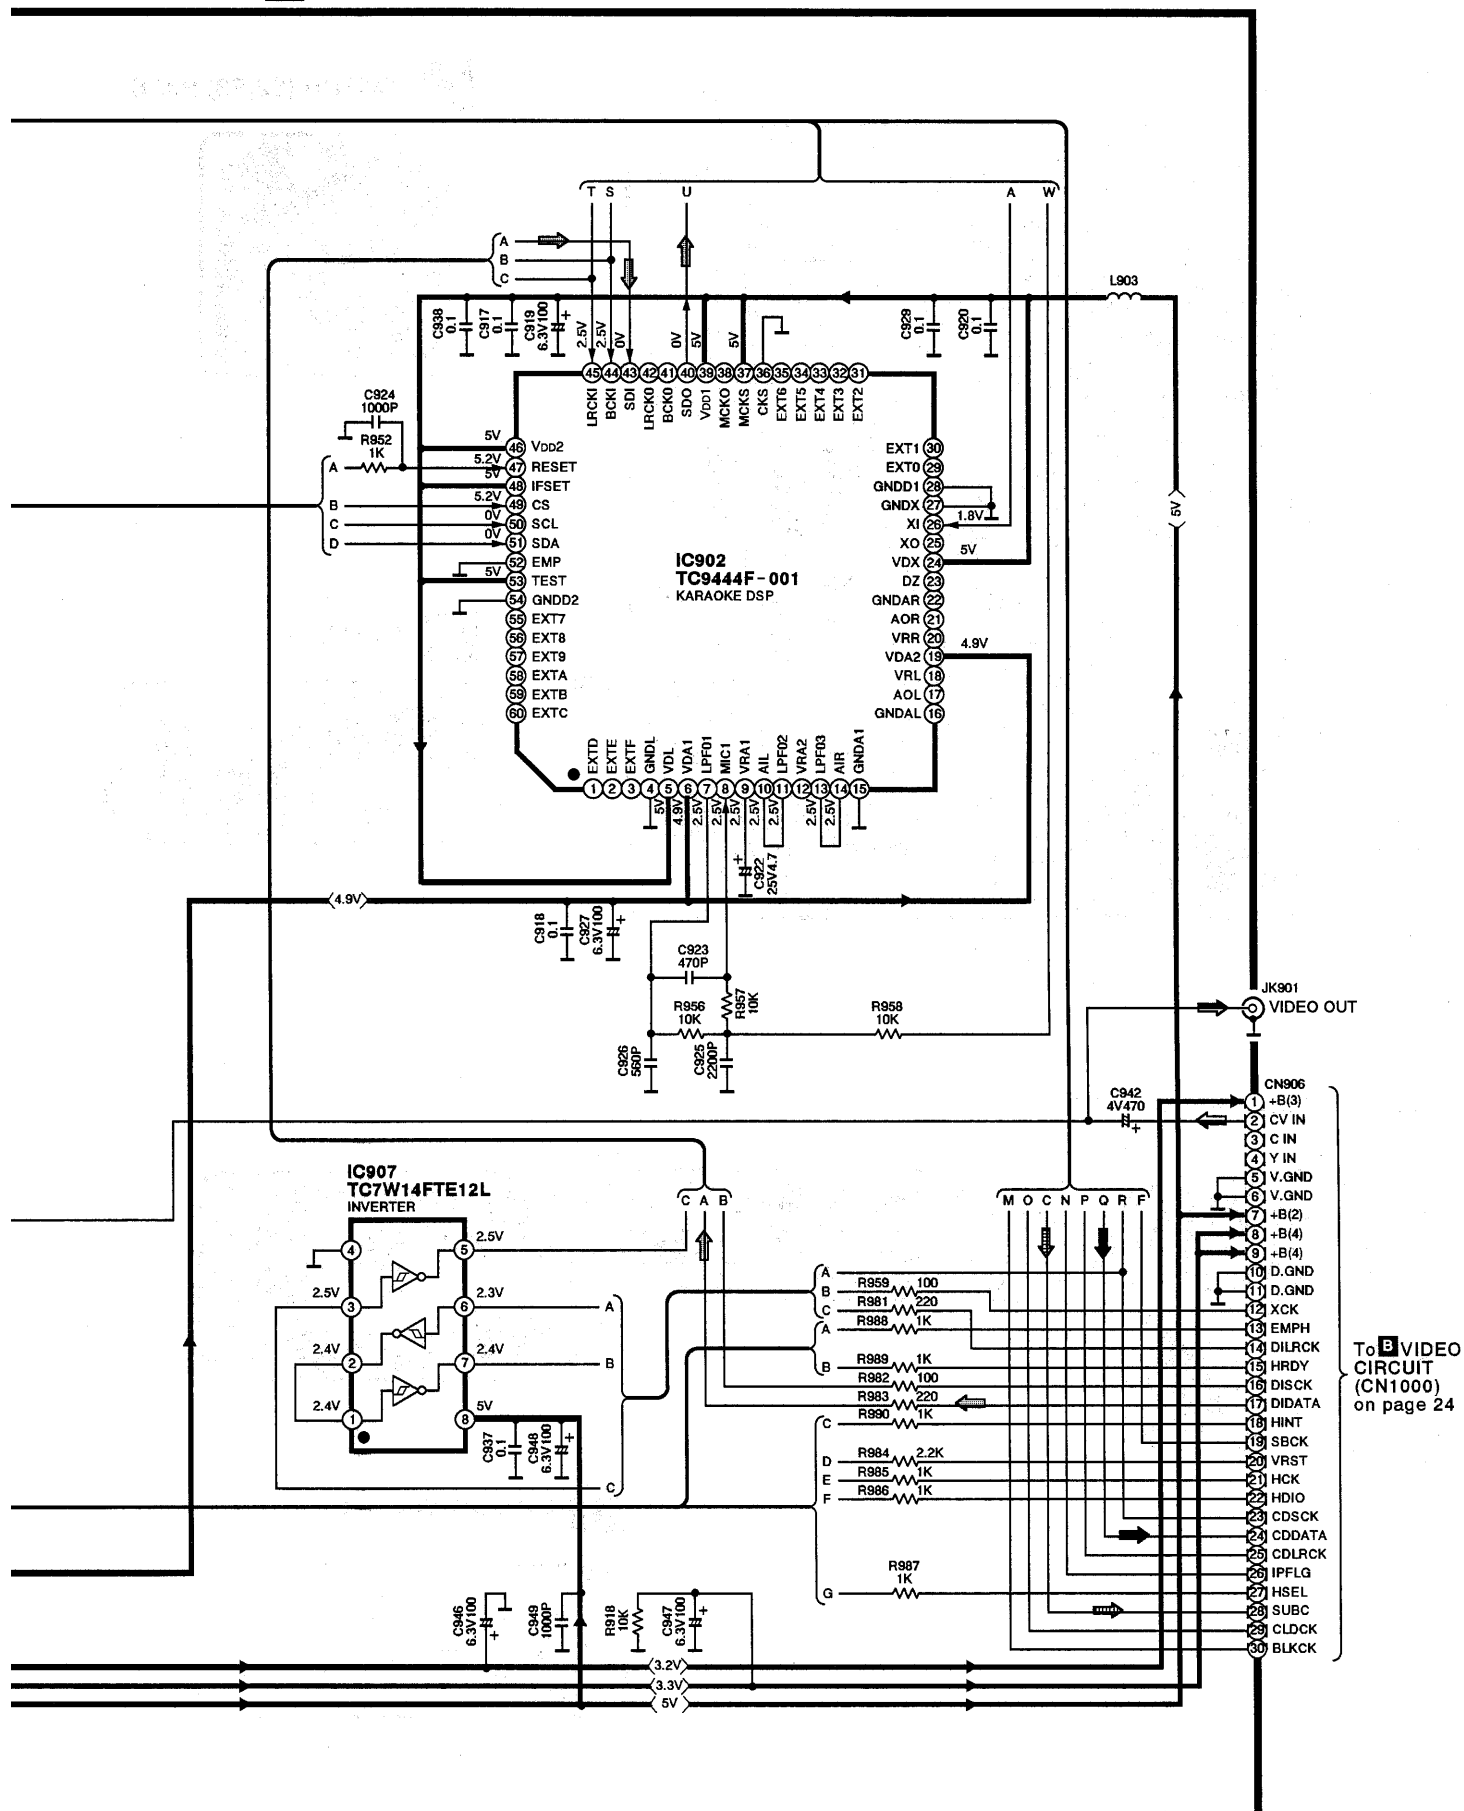 T S U A W
A
B
C
L903
C938 0.1
C917 0.1
C919 6.3V100
2.5V
2.5V
0V
0V
5V
5V
C929 0.1
C920 0.1
45 44 43 42 41 40 39 38 37 36 35 34 33 32 31
LRCKI
BCKI
SDI
LRCK0
BCK0
SDO
VDD1
MCKO
MCKS
CKS
EXT6
EXT5
EXT4
EXT3
EXT2
C924
1000P
R952
1K
A
B
C
D
5V 46 VDD2
5.2V 47 RESET
5V 48 IFSET
5.2V 49 CS
0V 50 SCL
0V 51 SDA
52 EMP
5V 53 TEST
54 GNDD2
55 EXT7
56 EXT8
57 EXT9
58 EXTA
59 EXTB
60 EXTC
IC902
TC9444F-001
KARAOKE DSP
EXT1 30
EXT0 29
GNDD1 28
GNDX 27
XI 26 1.8V
XO 25
VDX 24 5V
DZ 23
GNDAR 22
AOR 21
VRR 20
VDA2 19 4.9V
VRL 18
AOL 17
GNDAL 16
5V
EXTD
EXTE
EXTF
GNDL
VDL
VDA1
LPF01
MIC1
VRA1
AIL
LPF02
VRA2
LPF03
AIR
GNDA1
1 2 3 4 5 6 7 8 9 10 11 12 13 14 15
5V
4.9V
2.5V
2.5V
2.5V
2.5V
2.5V
2.5V
2.5V
C922
25V4.7
4.9V
C918 0.1
C927 6.3V100
C923
470P
R956
10K
R957
10K
R958
10K
C926
560P
C925
2200P
JK901
VIDEO OUT
C942
4V470
CN906
1 +B(3)
2 CV IN
3 C IN
4 Y IN
5 V.GND
6 V.GND
7 +B(2)
8 +B(4)
9 +B(4)
10 D.GND
11 D.GND
12 XCK
13 EMPH
14 DILRCK
15 HRDY
16 DISCK
17 DIDATA
18 HINT
19 SBCK
20 VRST
21 HCK
22 HDIO
23 CDSCK
24 CDDATA
25 CDLRCK
26 IPFLG
27 HSEL
28 SUBC
29 CLDCK
30 BLKCK
To B VIDEO
CIRCUIT
(CN1000)
on page 24
IC907
TC7W14FTE12L
INVERTER
4
5 2.5V
2.5V 3
6 2.3V
2.4V 2
7 2.4V
2.4V 1
8 5V
A
B
C
C937 0.1
C948 6.3V100
C A B
M O C N P Q R F
A
B R959 100
C R981 220
A R988 1K
B R989 1K
R982 100
R983 220
C R990 1K
D R984 2.2K
E R985 1K
F R986 1K
G R987 1K
C946
6.3V100
C949
1000P
R918
10K
C947
6.3V100
3.2V
3.3V
5V